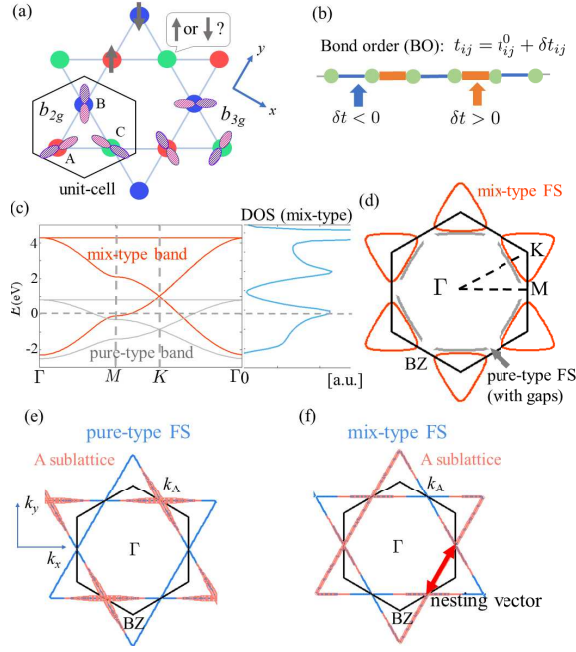 (a)
↑ or ↓ ?
y
x
b2g
b3g
B
C
A
unit-cell
(b)
Bond order (BO): tij = t⁰ij + δtij
δt < 0
δt > 0
(c)
DOS (mix-type)
E(eV)
4
2
0
-2
mix-type band
pure-type band
Γ
M
K
Γ
0
[a.u.]
(d)
mix-type FS
K
Γ
M
BZ
pure-type FS
(with gaps)
(e)
pure-type FS
A sublattice
kA
ky
kx
Γ
BZ
(f)
mix-type FS
A sublattice
kA
Γ
nesting vector
BZ